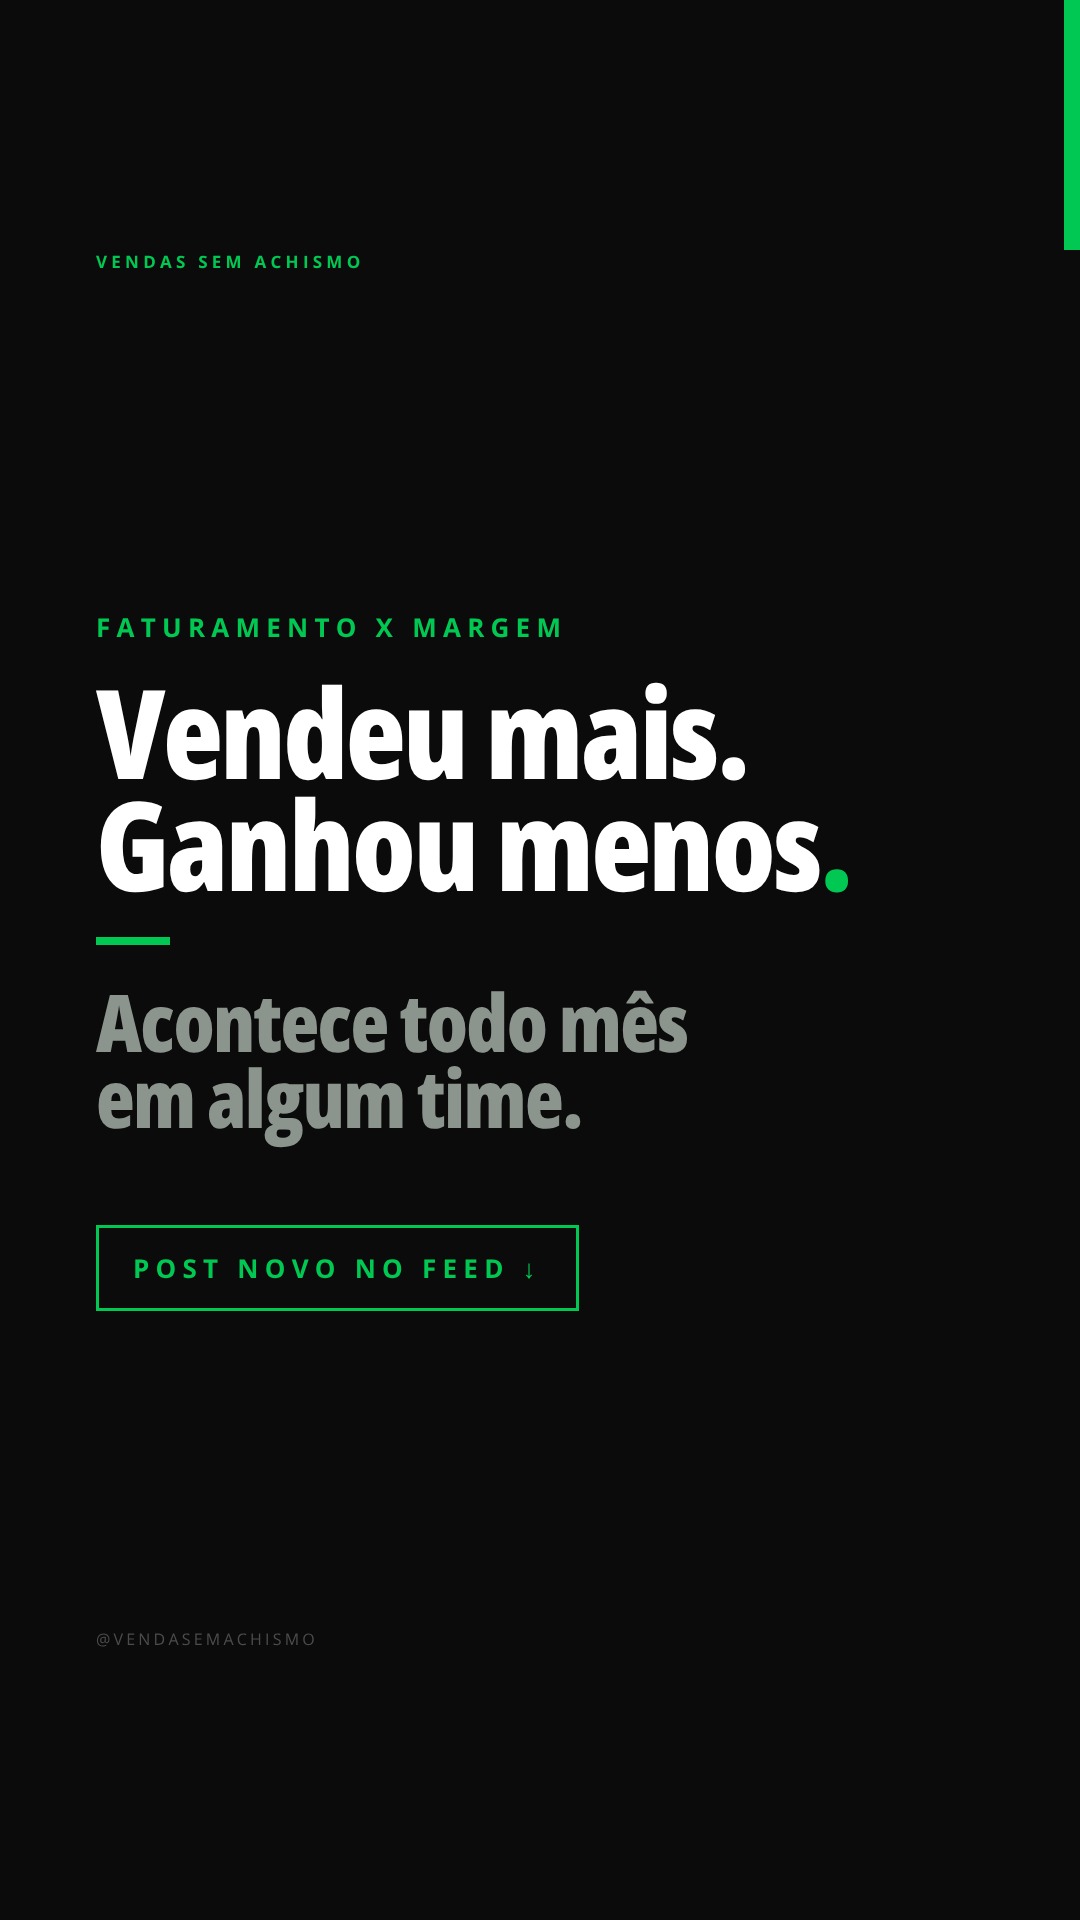 VENDAS SEM ACHISMO
FATURAMENTO X MARGEM
Vendeu mais.
Ganhou menos.
Acontece todo mês
em algum time.
POST NOVO NO FEED ↓
@VENDASEMACHISMO